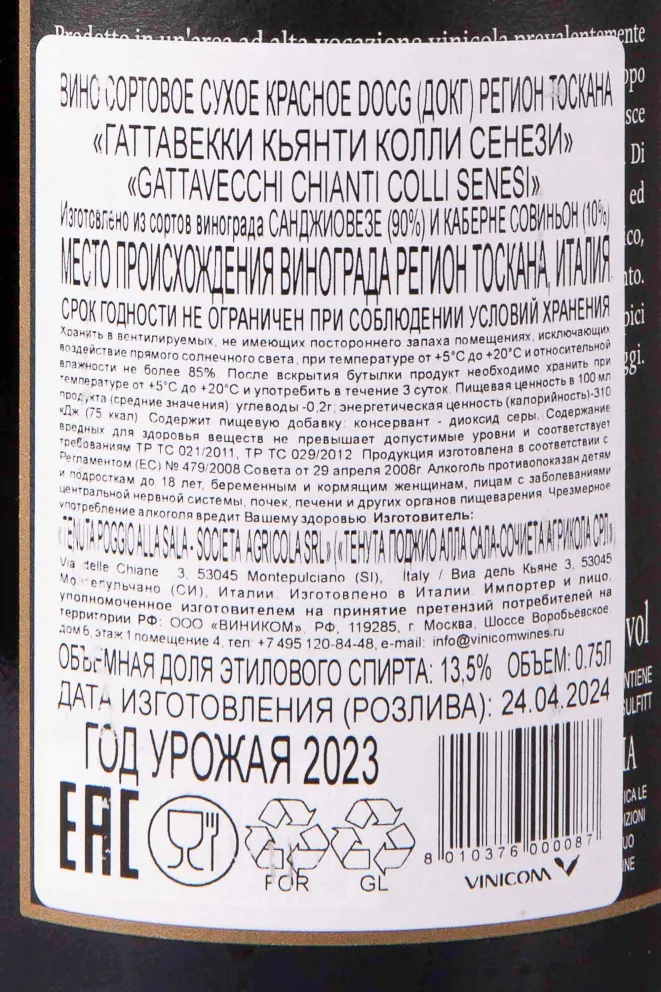 Prodotto in un'area ad alta vocazione vinicola prevalentemente
ВИНО СОРТОВОЕ СУХОЕ КРАСНОЕ DOCG (ДОКГ) РЕГИОН ТОСКАНА
«ГАТТАВЕККИ КЬЯНТИ КОЛЛИ СЕНЕЗИ»
«GATTAVECCHI CHIANTI COLLI SENESI»
Изготовлено из сортов винограда САНДЖИОВЕЗЕ (90%) И КАБЕРНЕ СОВИНЬОН (10%)
МЕСТО ПРОИСХОЖДЕНИЯ ВИНОГРАДА РЕГИОН ТОСКАНА, ИТАЛИЯ
СРОК ГОДНОСТИ НЕ ОГРАНИЧЕН ПРИ СОБЛЮДЕНИИ УСЛОВИЙ ХРАНЕНИЯ
Хранить в вентилируемых, не имеющих постороннего запаха помещениях, исключающих
воздействие прямого солнечного света, при температуре от +5°C до +20°C и относительной
влажности не более 85%. После вскрытия бутылки продукт необходимо хранить при
температуре от +5°C до +20°C и употребить в течение 3 суток. Пищевая ценность в 100 мл
продукта (средние значения): углеводы -0,2г; энергетическая ценность (калорийность)-310
кДж (75 ккал). Содержит пищевую добавку: консервант - диоксид серы. Содержание
вредных для здоровья веществ не превышает допустимые уровни и соответствует
требованиям ТР ТС 021/2011, ТР ТС 029/2012. Продукция изготовлена в соответствии с
Регламентом (ЕС) № 479/2008 Совета от 29 апреля 2008г. Алкоголь противопоказан детям
и подросткам до 18 лет, беременным и кормящим женщинам, лицам с заболеваниями
центральной нервной системы, почек, печени и других органов пищеварения. Чрезмерное
употребление алкоголя вредит Вашему здоровью. Изготовитель:
«TENUTA POGGIO ALLA SALA - SOCIETA AGRICOLA SRL» («ТЕНУТА ПОДЖИО АЛЛА САЛА-СОЧИЕТА АГРИКОЛА СРЛ»)
Via delle Chiane 3, 53045 Montepulciano (SI), Italy / Виа дель Кьяне 3, 53045
Монтепульчано (СИ), Италия. Изготовлено в Италии. Импортер и лицо,
уполномоченное изготовителем на принятие претензий потребителей на
территории РФ: ООО «ВИНИКОМ», РФ, 119285, г. Москва, Шоссе Воробьёвское,
дом 6, этаж 1 помещение 4, тел: +7 495 120-84-48, e-mail: info@vinicomwines.ru
ОБЪЕМНАЯ ДОЛЯ ЭТИЛОВОГО СПИРТА: 13,5% ОБЪЕМ: 0.75Л
ДАТА ИЗГОТОВЛЕНИЯ (РОЗЛИВА): 24.04.2024
ГОД УРОЖАЯ 2023
EAC
FOR
GL
8 010376 000087
VINICOM
vol